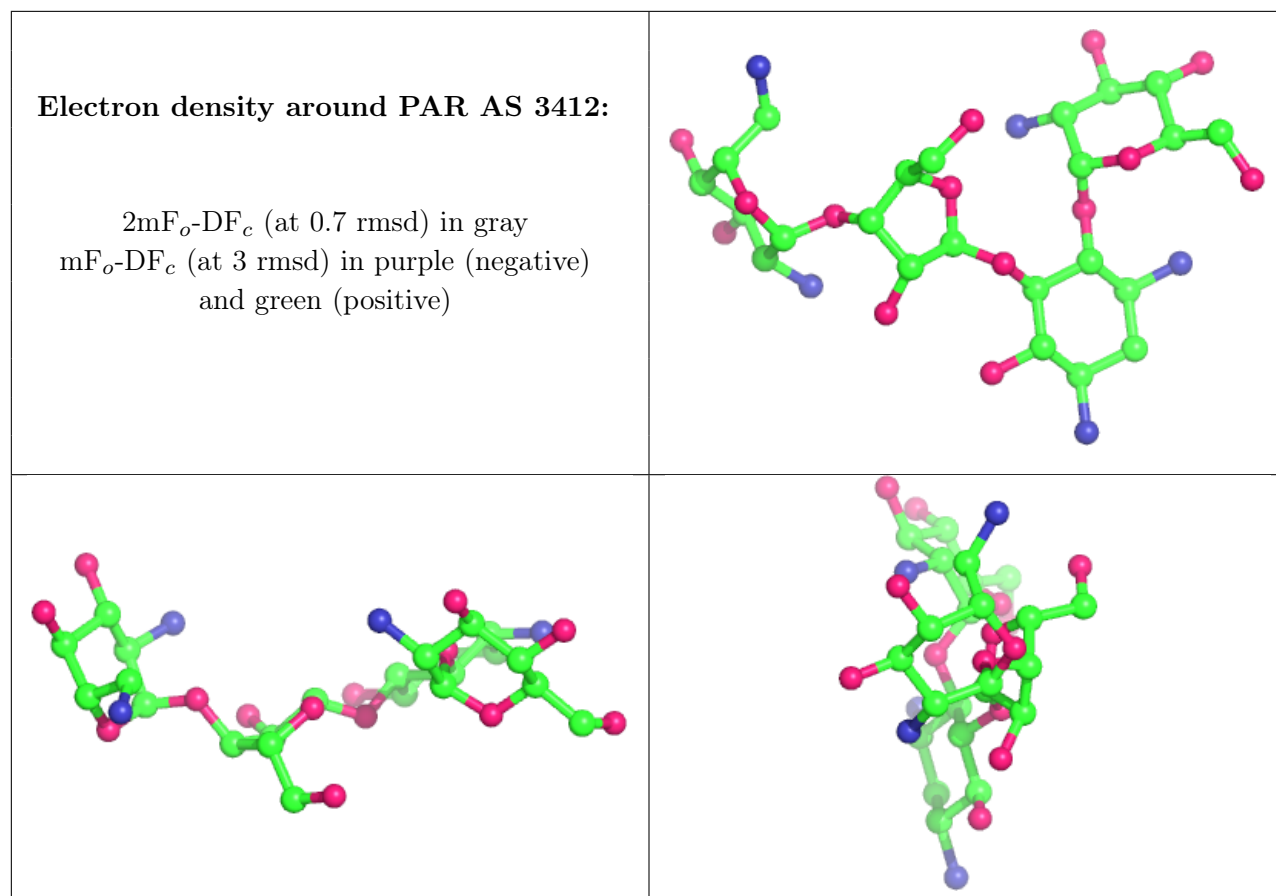 Electron density around PAR AS 3412:
2mFo-DFc (at 0.7 rmsd) in gray
mFo-DFc (at 3 rmsd) in purple (negative)
and green (positive)